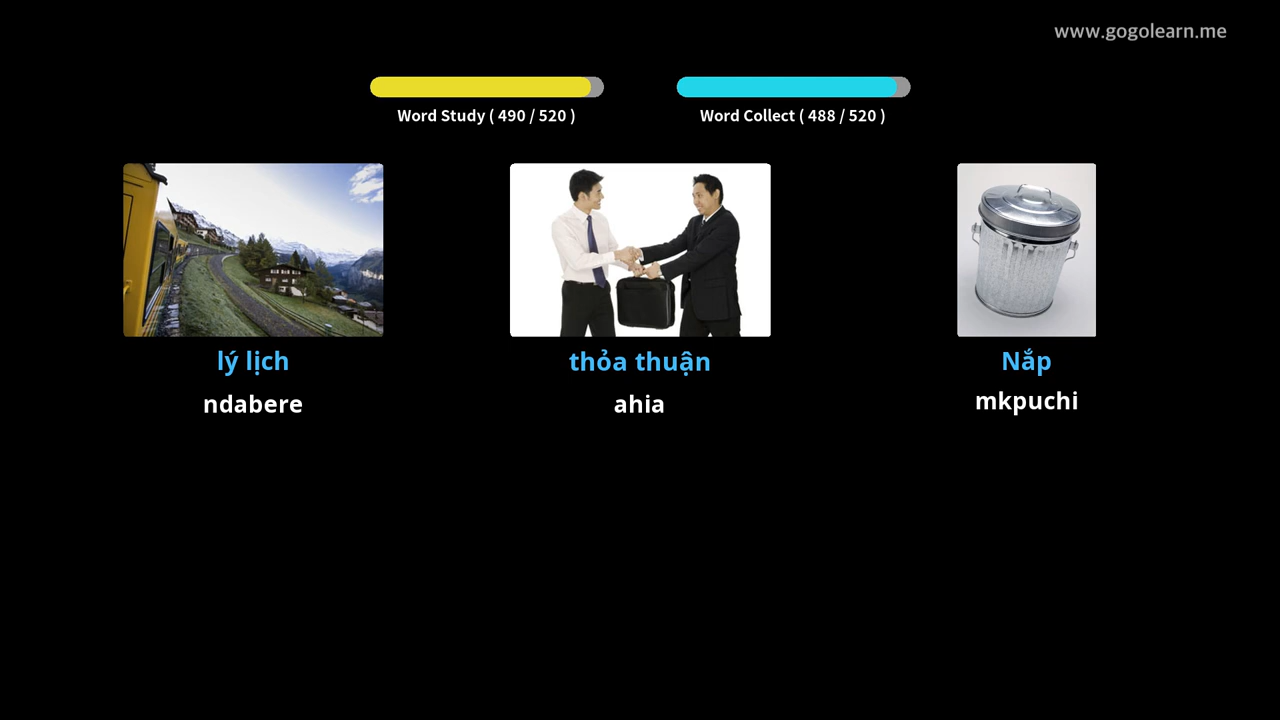 www.gogolearn.me
Word Study ( 490 / 520 )
Word Collect ( 488 / 520 )
lý lịch
thỏa thuận
Nắp
ndabere
ahia
mkpuchi